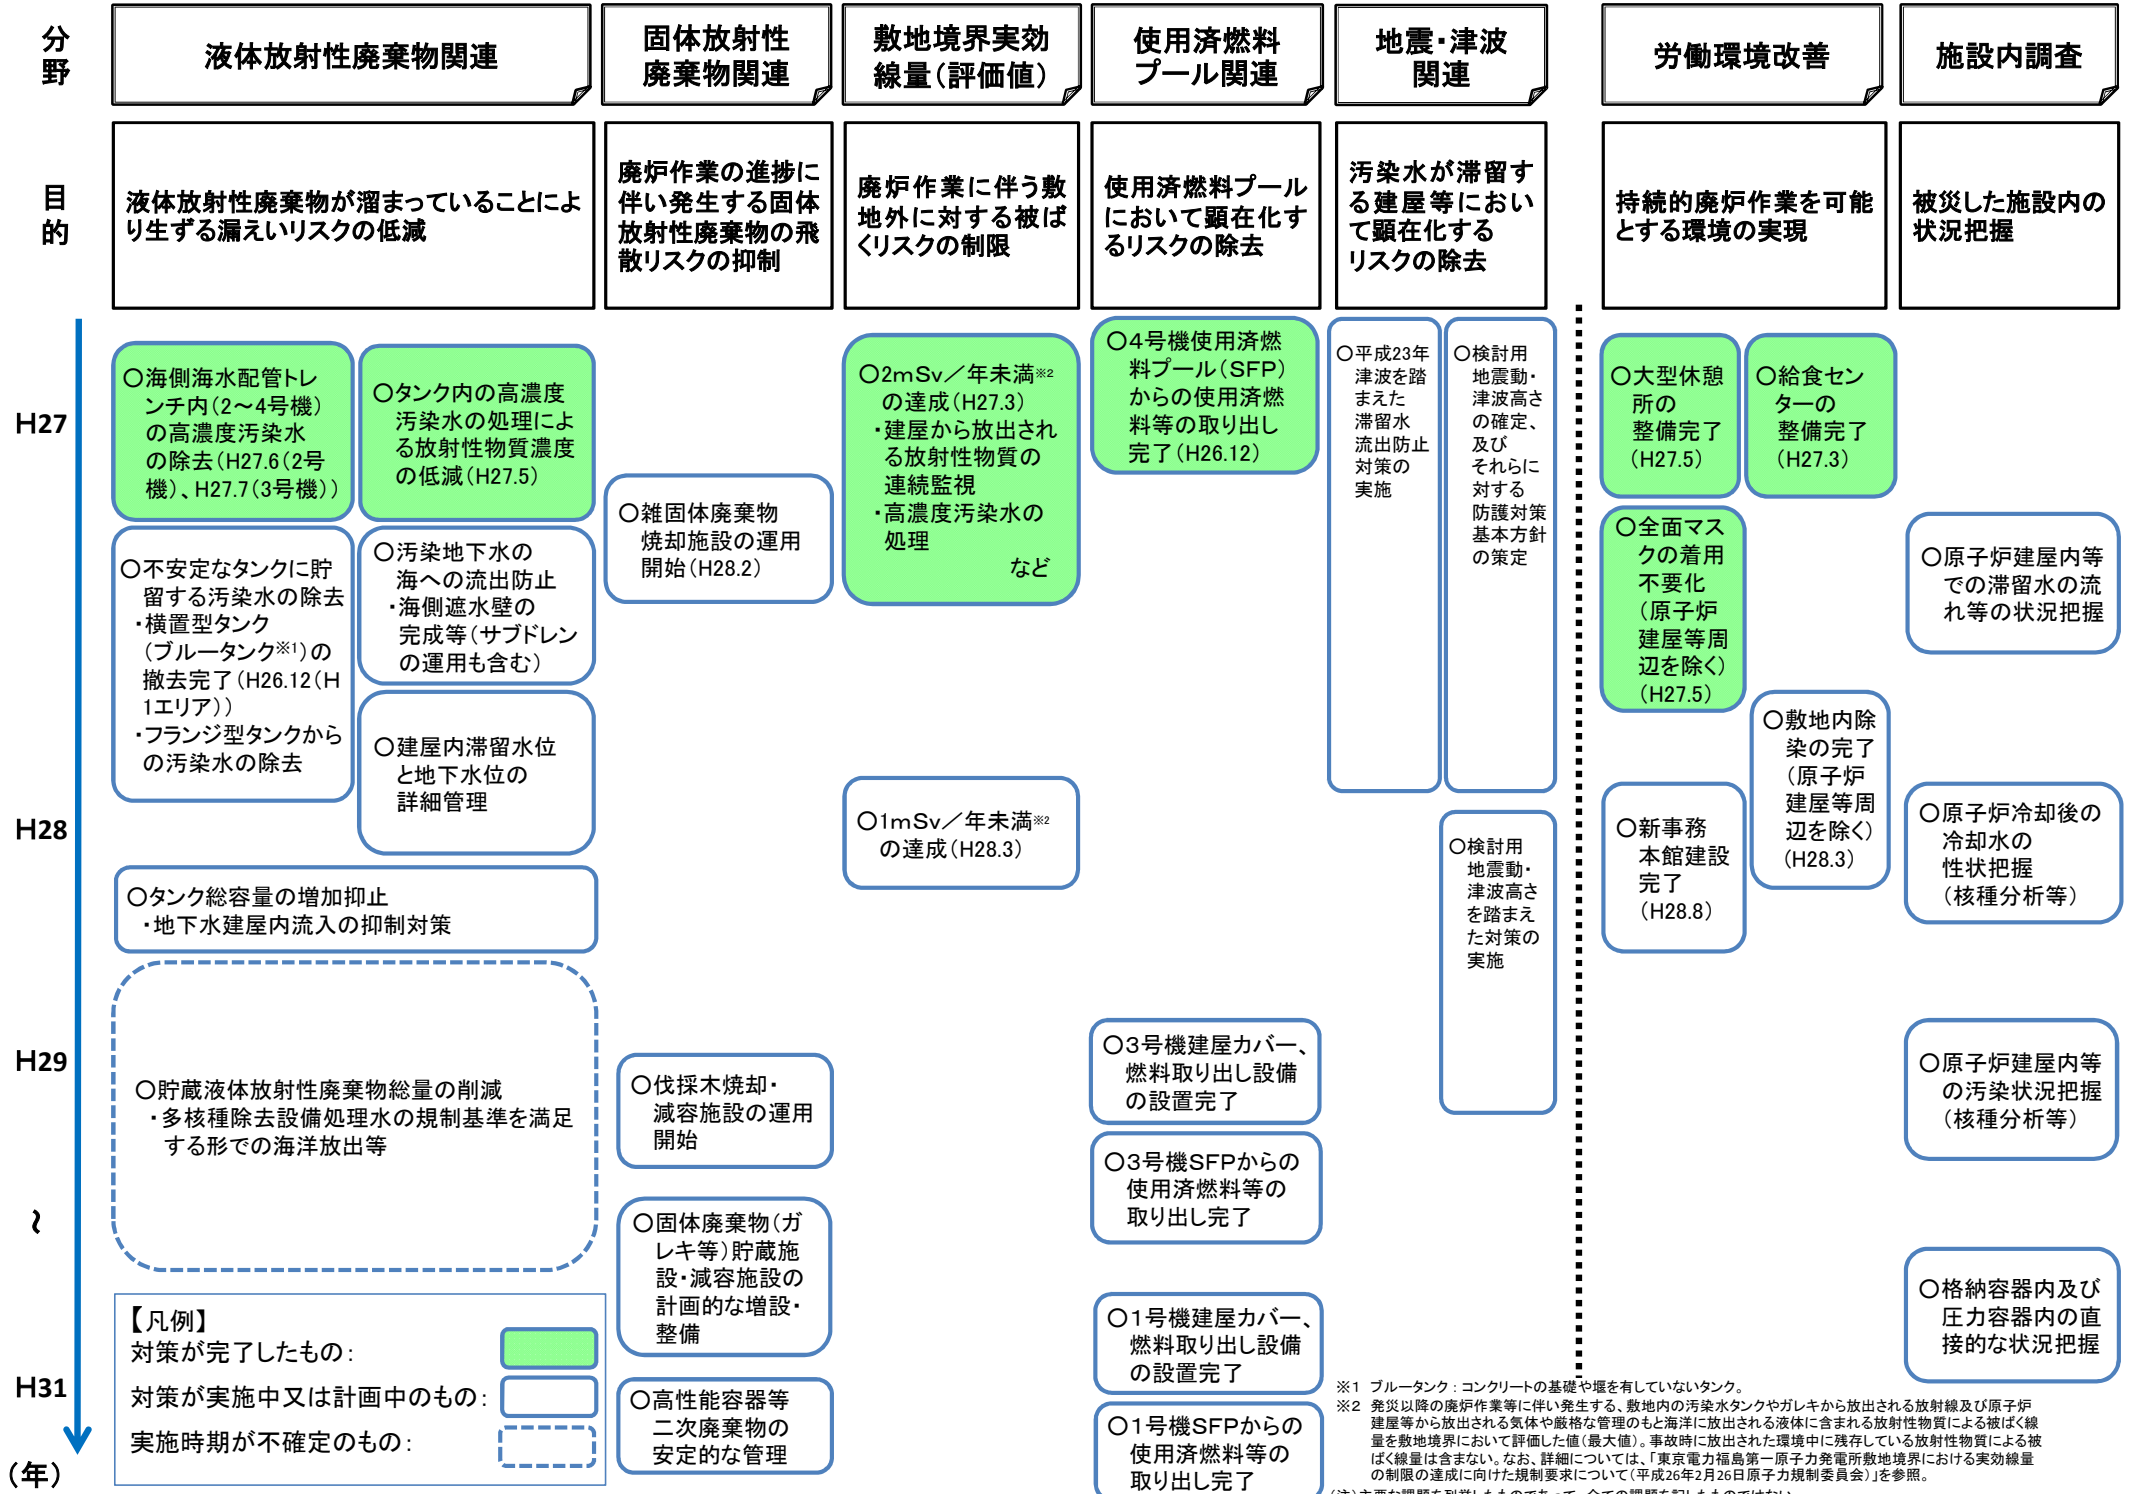 分
野
液体放射性廃棄物関連
固体放射性
廃棄物関連
敷地境界実効
線量（評価値）
使用済燃料
プール関連
地震・津波
関連
労働環境改善
施設内調査
目
的
液体放射性廃棄物が溜まっていることによ
り生ずる漏えいリスクの低減
廃炉作業の進捗に
伴い発生する固体
放射性廃棄物の飛
散リスクの抑制
廃炉作業に伴う敷
地外に対する被ば
くリスクの制限
使用済燃料プール
において顕在化す
るリスクの除去
汚染水が滞留す
る建屋等におい
て顕在化する
リスクの除去
持続的廃炉作業を可能
とする環境の実現
被災した施設内の
状況把握
H27
H28
H29
～
H31
（年）
○海側海水配管トレ
ンチ内（2～4号機）
の高濃度汚染水
の除去（H27.6（2号
機）、H27.7（3号機））
○タンク内の高濃度
汚染水の処理によ
る放射性物質濃度
の低減（H27.5）
○不安定なタンクに貯
留する汚染水の除去
・横置型タンク
（ブルータンク※1）の
撤去完了（H26.12（H
1エリア））
・フランジ型タンクから
の汚染水の除去
○汚染地下水の
海への流出防止
・海側遮水壁の
完成等（サブドレン
の運用も含む）
○建屋内滞留水位
と地下水位の
詳細管理
○タンク総容量の増加抑止
・地下水建屋内流入の抑制対策
○貯蔵液体放射性廃棄物総量の削減
・多核種除去設備処理水の規制基準を満足
する形での海洋放出等
【凡例】
対策が完了したもの：
対策が実施中又は計画中のもの：
実施時期が不確定のもの：
○雑固体廃棄物
焼却施設の運用
開始（H28.2）
○伐採木焼却・
減容施設の運用
開始
○固体廃棄物（ガ
レキ等）貯蔵施
設・減容施設の
計画的な増設・
整備
○高性能容器等
二次廃棄物の
安定的な管理
○2mSv／年未満※2
の達成（H27.3）
・建屋から放出され
る放射性物質の
連続監視
・高濃度汚染水の
処理
など
○1mSv／年未満※2
の達成（H28.3）
○4号機使用済燃
料プール（SFP）
からの使用済燃
料等の取り出し
完了（H26.12）
○3号機建屋カバー、
燃料取り出し設備
の設置完了
○3号機SFPからの
使用済燃料等の
取り出し完了
○1号機建屋カバー、
燃料取り出し設備
の設置完了
○1号機SFPからの
使用済燃料等の
取り出し完了
○平成23年
津波を踏
まえた
滞留水
流出防止
対策の
実施
○検討用
地震動・
津波高さ
の確定、
及び
それらに
対する
防護対策
基本方針
の策定
○検討用
地震動・
津波高さ
を踏まえ
た対策の
実施
○大型休憩
所の
整備完了
（H27.5）
○給食セン
ターの
整備完了
（H27.3）
○全面マス
クの着用
不要化
（原子炉
建屋等周
辺を除く）
（H27.5）
○敷地内除
染の完了
（原子炉
建屋等周
辺を除く）
（H28.3）
○新事務
本館建設
完了
（H28.8）
○原子炉建屋内等
での滞留水の流
れ等の状況把握
○原子炉冷却後の
冷却水の
性状把握
（核種分析等）
○原子炉建屋内等
の汚染状況把握
（核種分析等）
○格納容器内及び
圧力容器内の直
接的な状況把握
※1 ブルータンク：コンクリートの基礎や堰を有していないタンク。
※2 発災以降の廃炉作業等に伴い発生する、敷地内の汚染水タンクやガレキから放出される放射線及び原子炉
建屋等から放出される気体や厳格な管理のもと海洋に放出される液体に含まれる放射性物質による被ばく線
量を敷地境界において評価した値（最大値）。事故時に放出された環境中に残存している放射性物質による被
ばく線量は含まない。なお、詳細については、「東京電力福島第一原子力発電所敷地境界における実効線量
の制限の達成に向けた規制要求について（平成26年2月26日原子力規制委員会）」を参照。
（注）主要な課題を列挙したものであって、全ての課題を記したものではない。